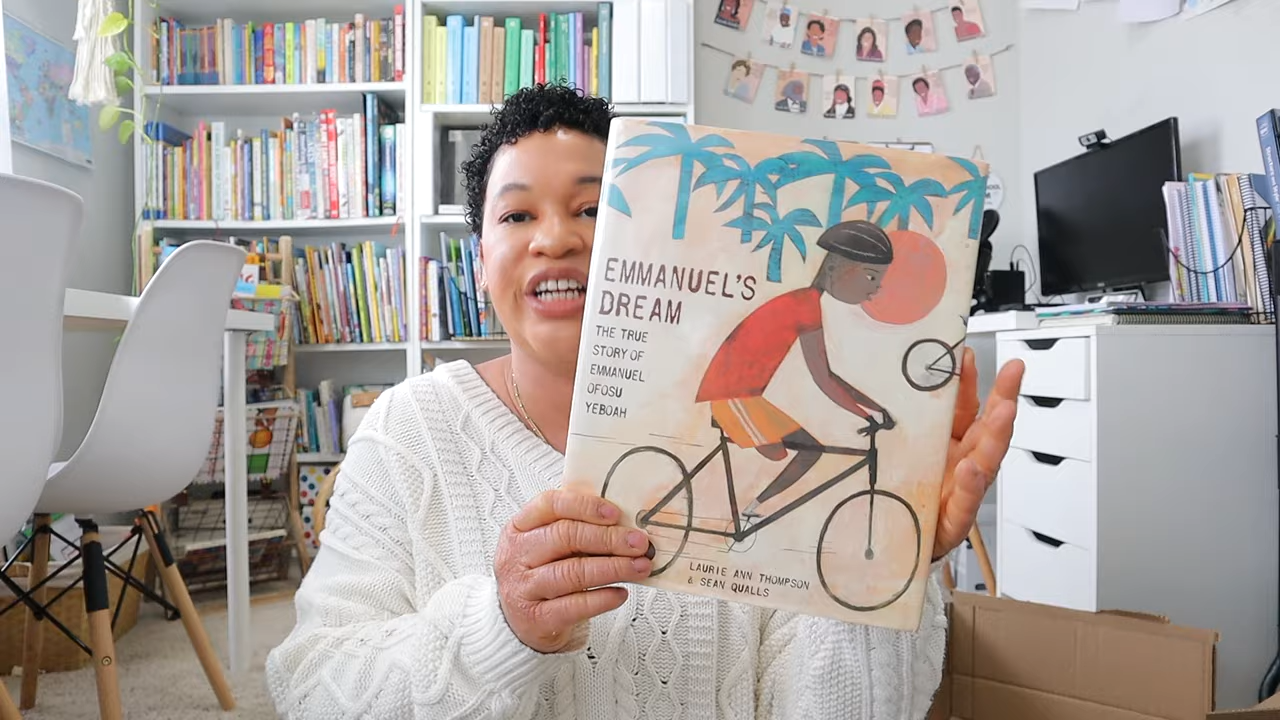 EMMANUEL'S
DREAM
THE TRUE
STORY OF
EMMANUEL
OFOSU
YEBOAH
LAURIE ANN THOMPSON
& SEAN QUALLS